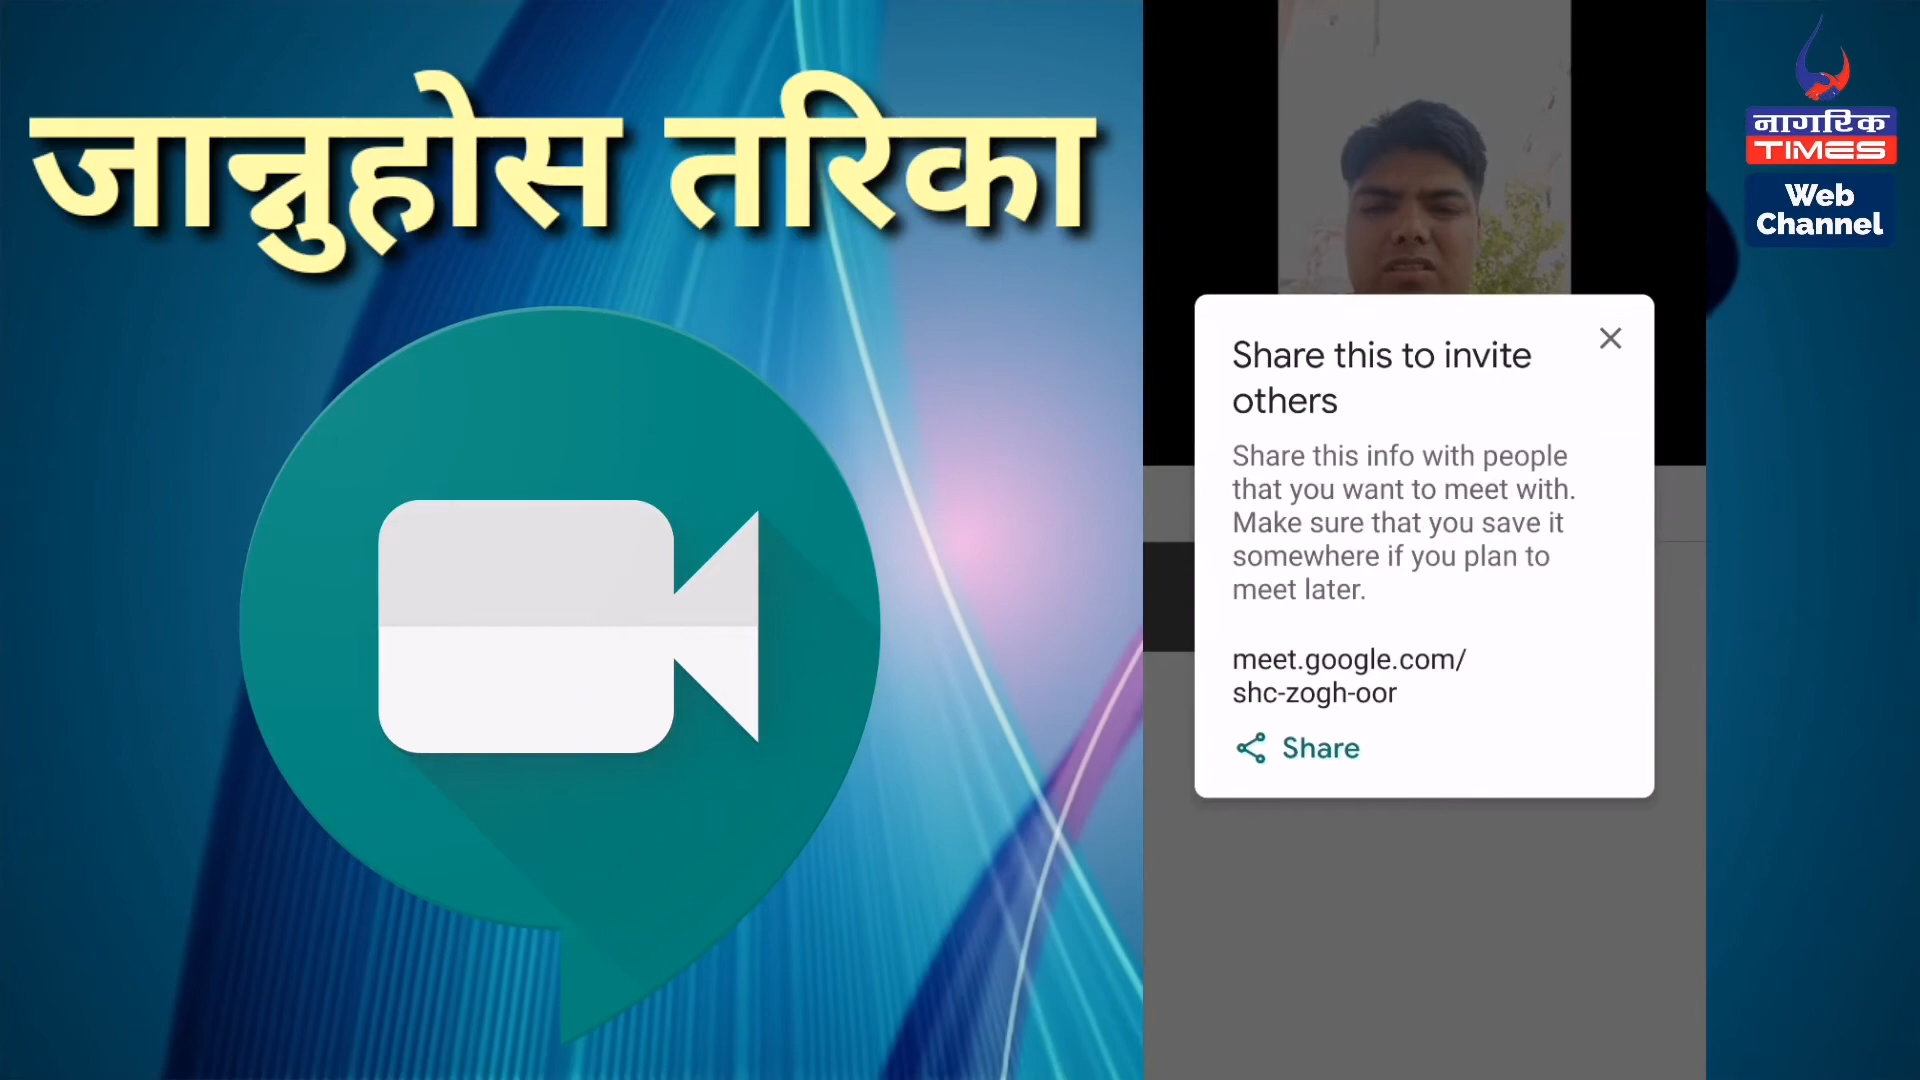 जान्नुहोस तरिका
नागरिक
TIMES
Web
Channel
Share this to invite
others
Share this info with people
that you want to meet with.
Make sure that you save it
somewhere if you plan to
meet later.
meet.google.com/
shc-zogh-oor
Share